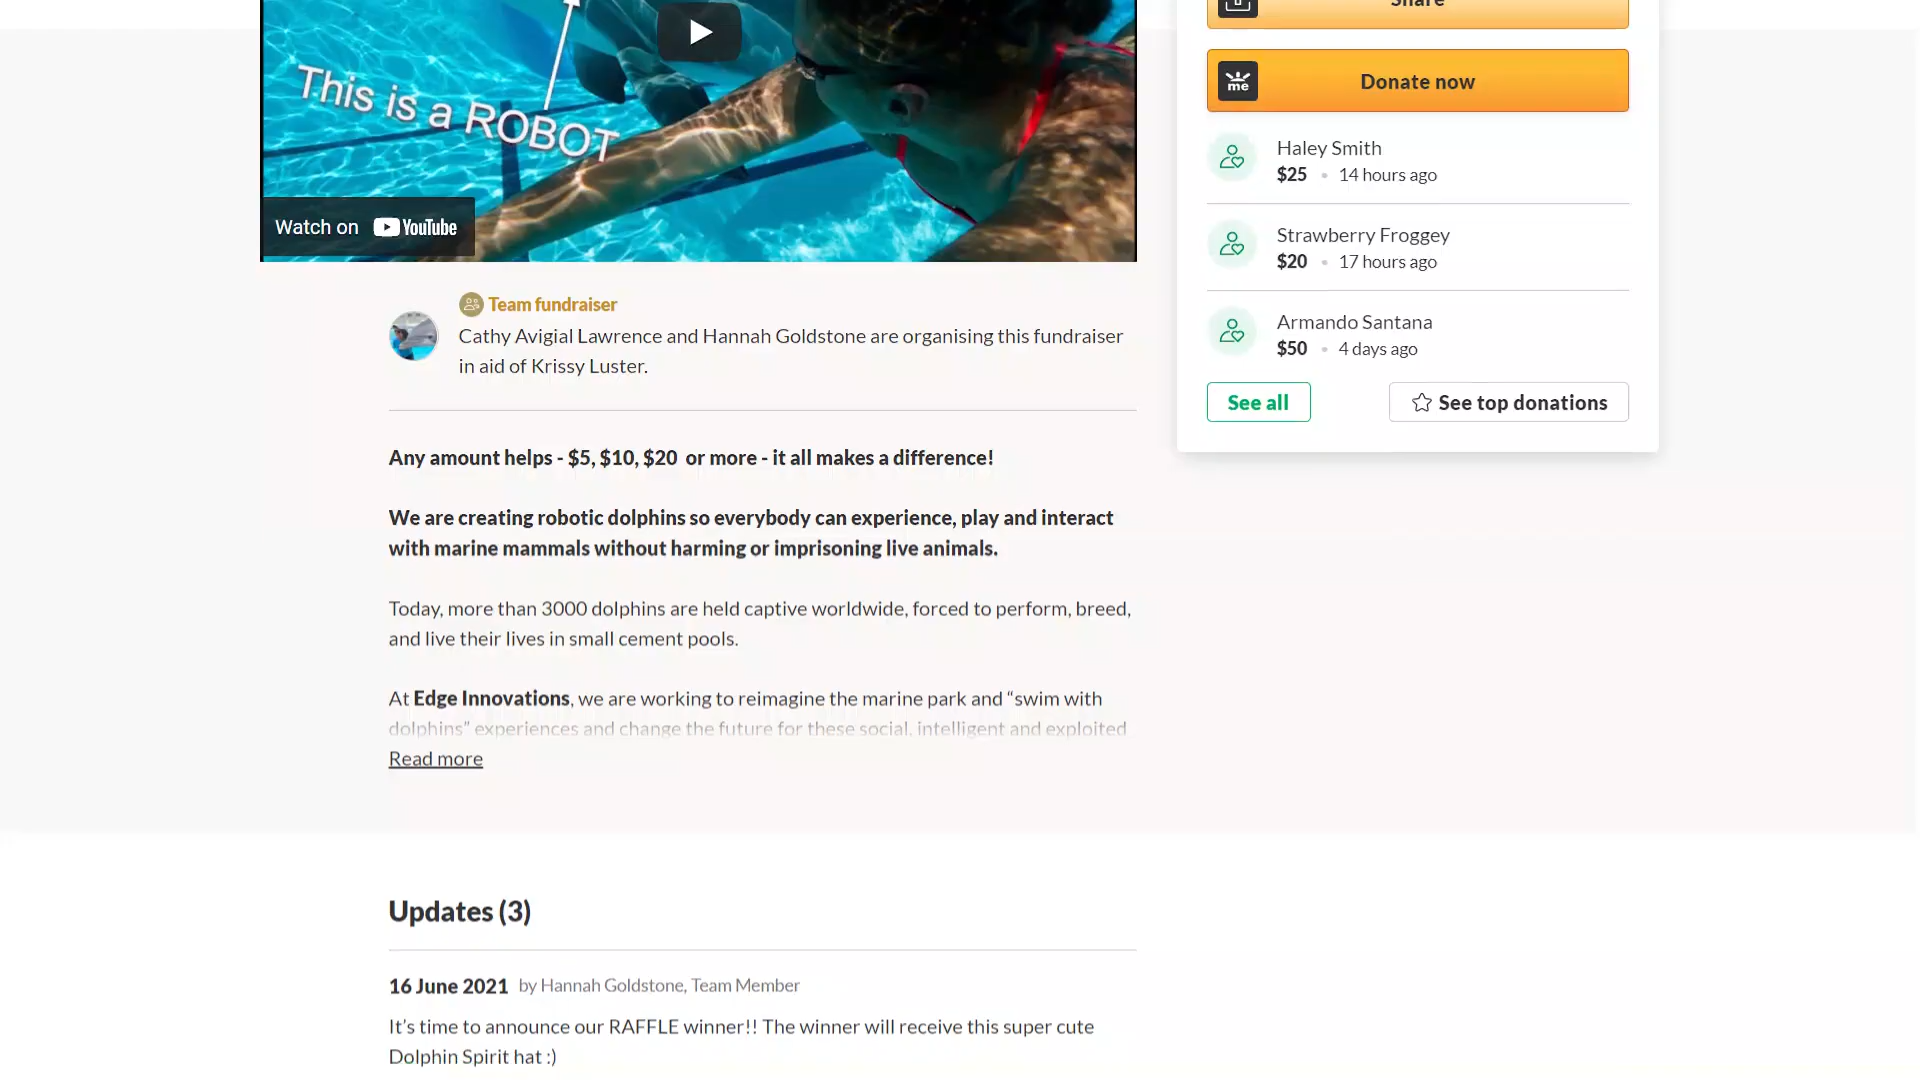 Share
This is a ROBOT
me
Donate now
Haley Smith
$25 • 14 hours ago
Watch on YouTube
Strawberry Froggey
$20 • 17 hours ago
Team fundraiser
Cathy Avigial Lawrence and Hannah Goldstone are organising this fundraiser
in aid of Krissy Luster.
Armando Santana
$50 • 4 days ago
See all
See top donations
Any amount helps - $5, $10, $20 or more - it all makes a difference!
We are creating robotic dolphins so everybody can experience, play and interact
with marine mammals without harming or imprisoning live animals.
Today, more than 3000 dolphins are held captive worldwide, forced to perform, breed,
and live their lives in small cement pools.
At Edge Innovations, we are working to reimagine the marine park and “swim with
dolphins” experiences and change the future for these social, intelligent and exploited
Read more
Updates (3)
16 June 2021 by Hannah Goldstone, Team Member
It’s time to announce our RAFFLE winner!! The winner will receive this super cute
Dolphin Spirit hat :)